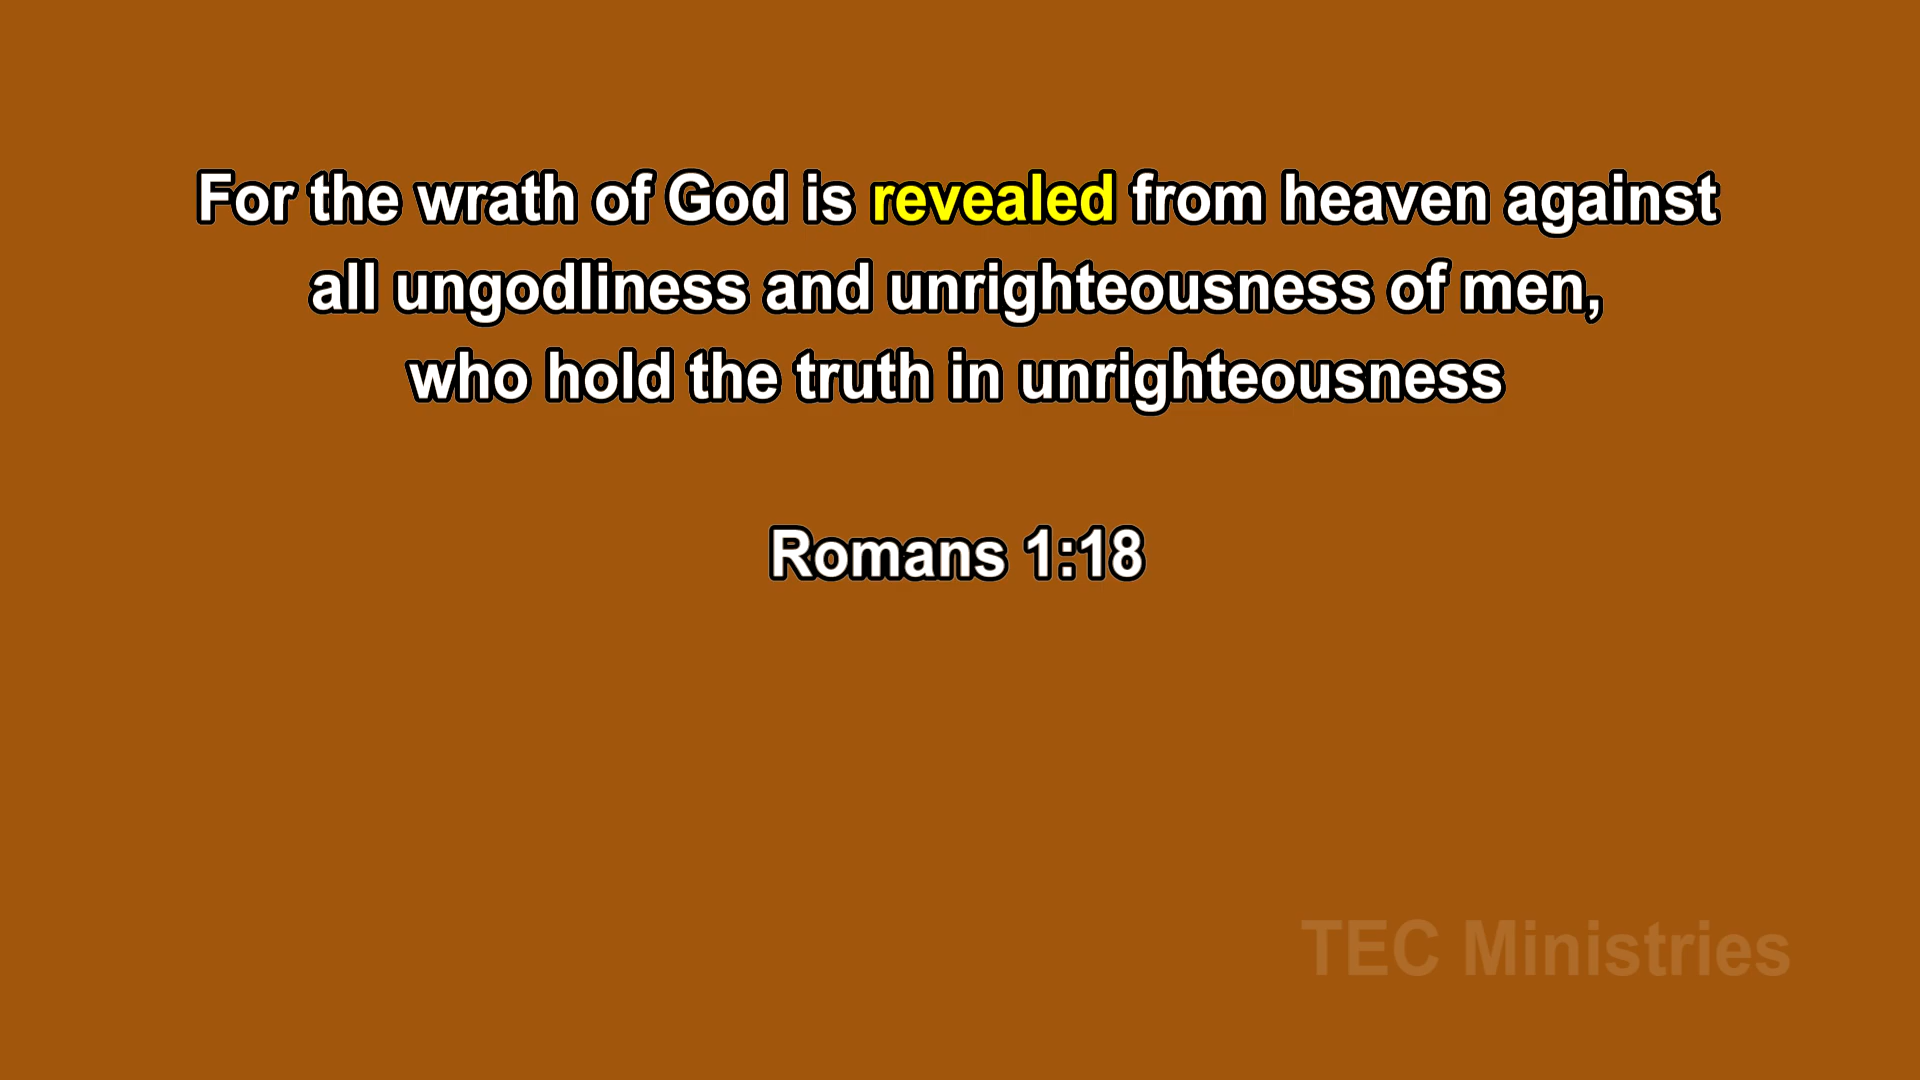 For the wrath of God is revealed from heaven against
all ungodliness and unrighteousness of men,
who hold the truth in unrighteousness
Romans 1:18
TEC Ministries